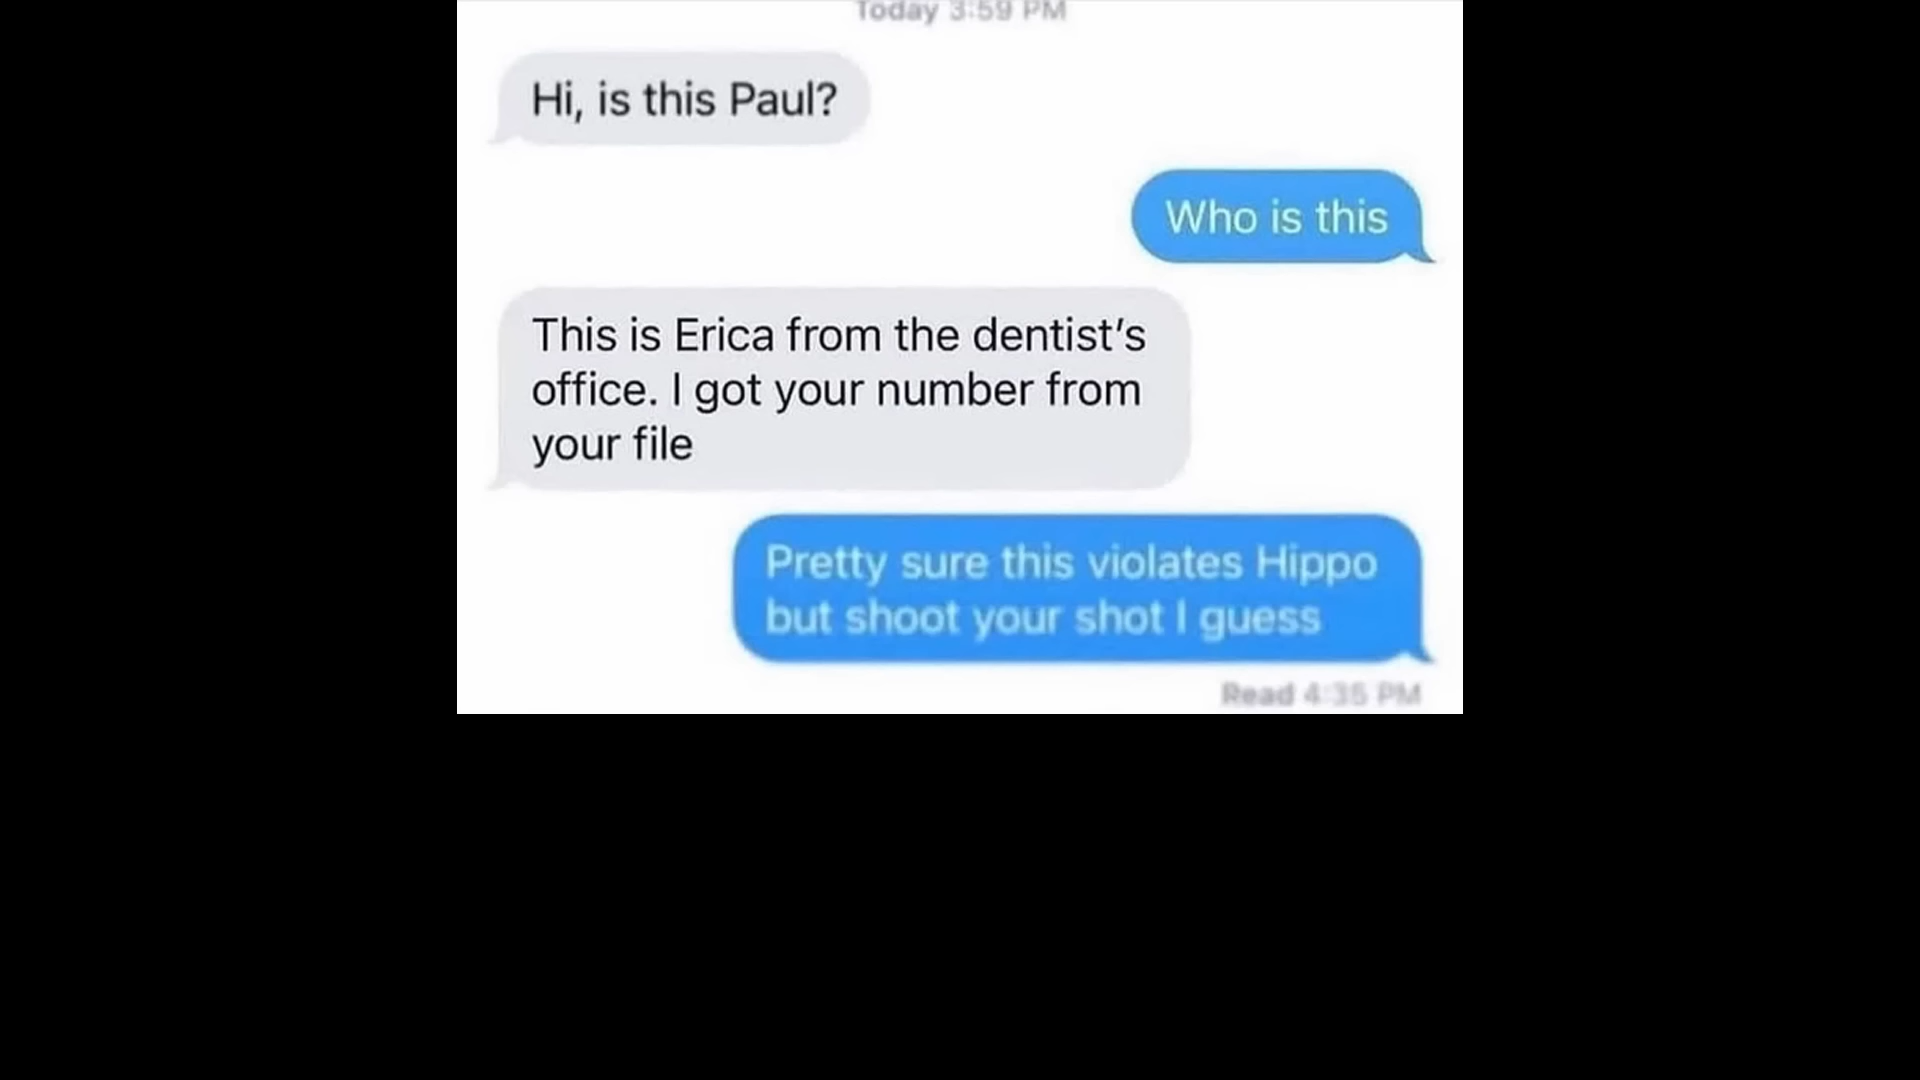 Today 3:59 PM
Hi, is this Paul?
Who is this
This is Erica from the dentist's
office. I got your number from
your file
Pretty sure this violates Hippo
but shoot your shot I guess
Read 4:35 PM